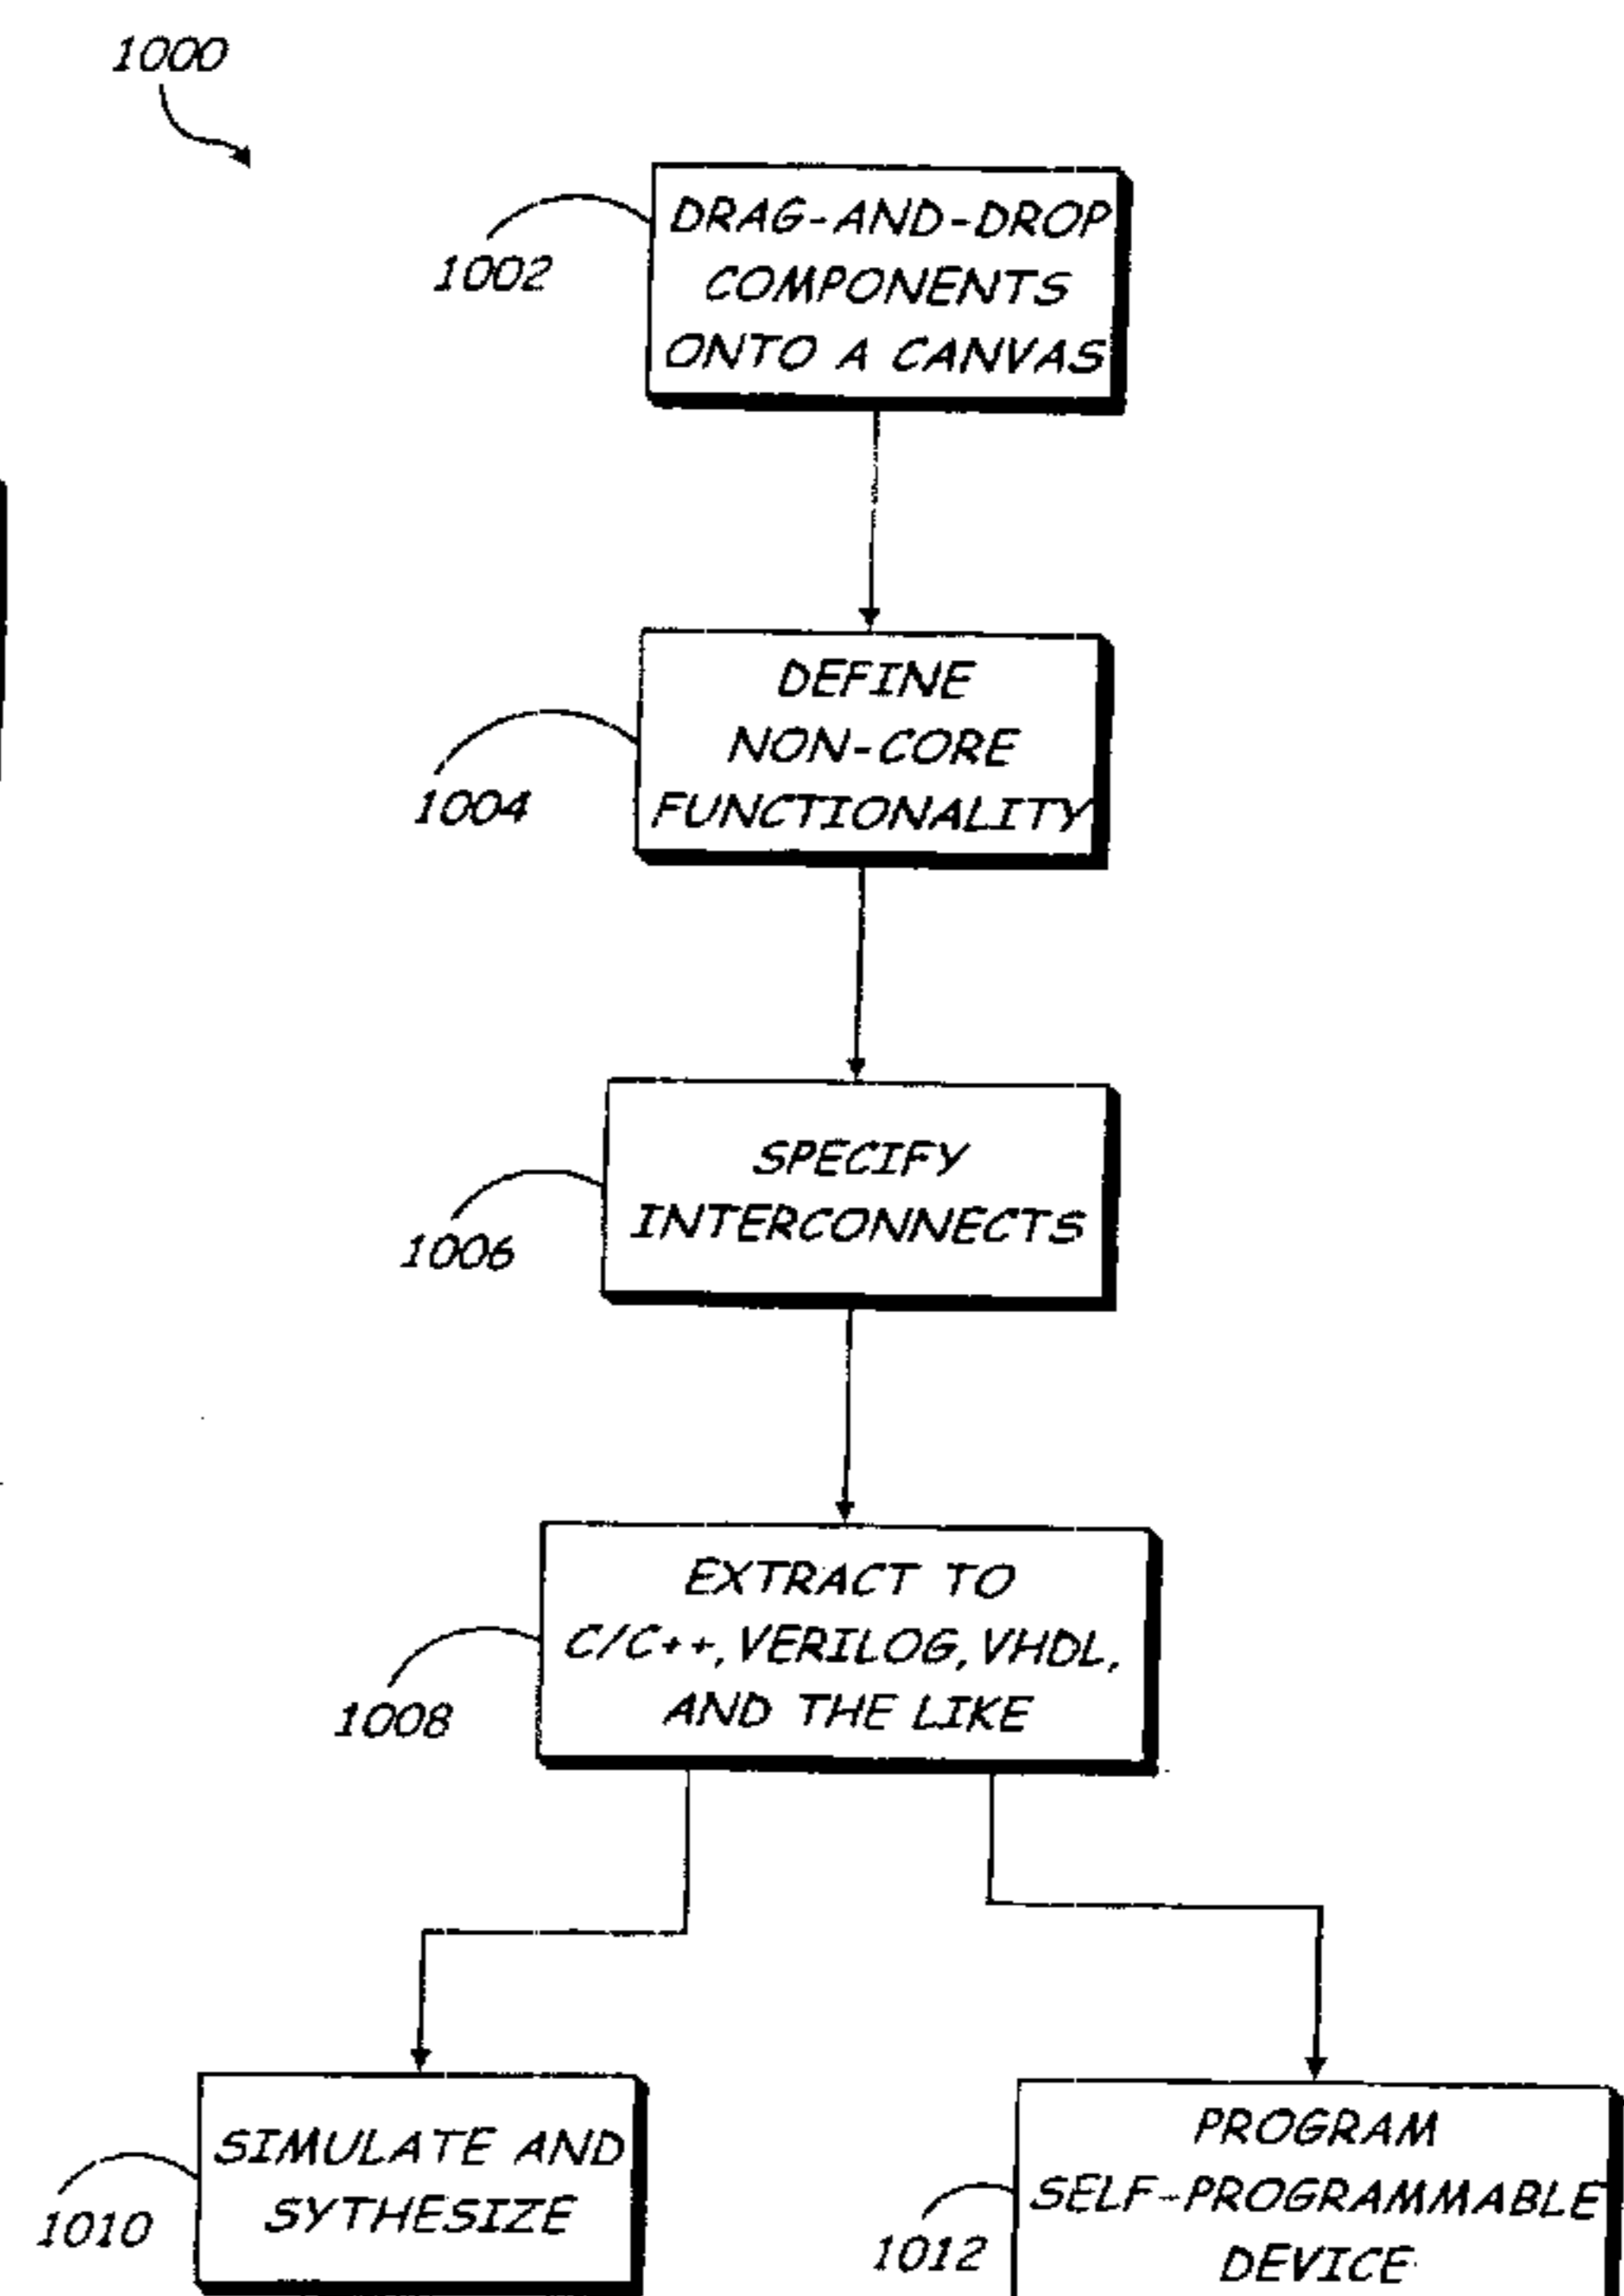 1000
DRAG-AND-DROP
COMPONENTS
ONTO A CANVAS
1002
DEFINE
NON-CORE
FUNCTIONALITY
1004
SPECIFY
INTERCONNECTS
1006
EXTRACT TO
C/C++, VERILOG, VHDL,
AND THE LIKE
1008
SIMULATE AND
SYTHESIZE
1010
PROGRAM
SELF-PROGRAMMABLE
DEVICE
1012